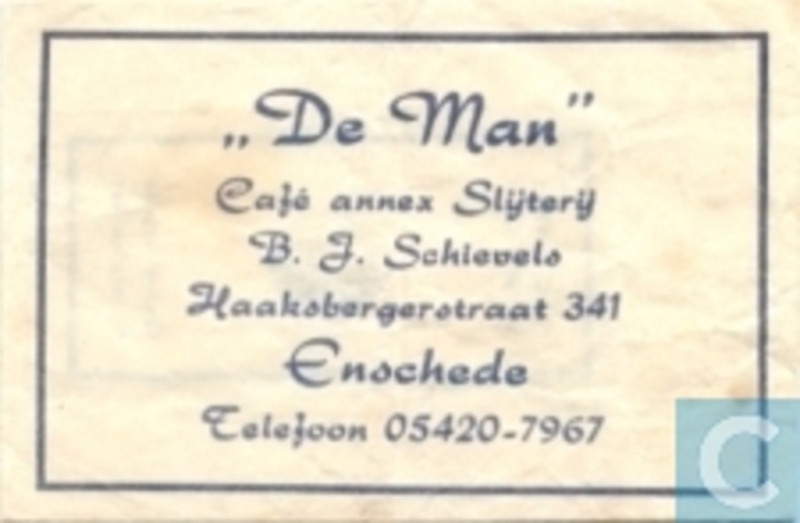 „De Man”
Café annex Slijterij
B. J. Schievels
Haaksbergerstraat 341
Enschede
Telefoon 05420-7967
C